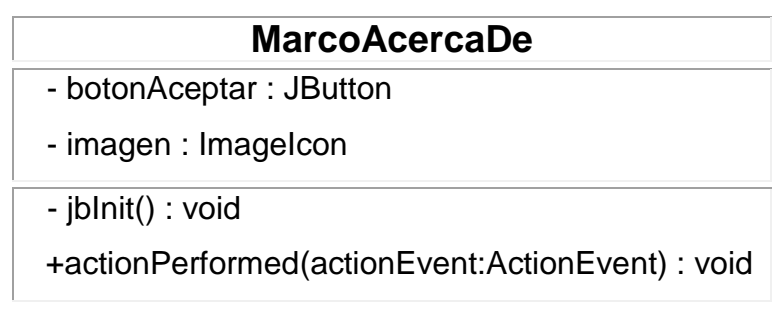 MarcoAcercaDe
- botonAceptar : JButton
- imagen : ImageIcon
- jbInit() : void
+actionPerformed(actionEvent:ActionEvent) : void